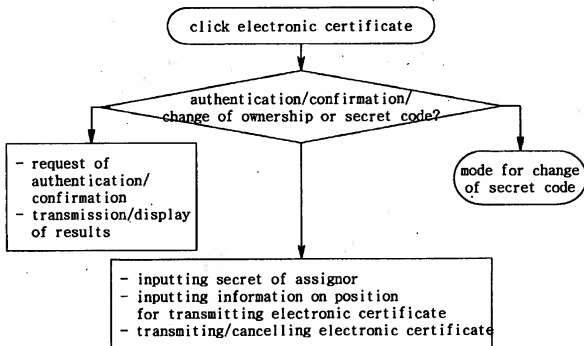 click electronic certificate
authentication/confirmation/
change of ownership or secret code?
- request of
authentication/
confirmation
- transmission/display
of results
mode for change
of secret code
- inputting secret of assignor
- inputting information on position
for transmitting electronic certificate
- transmiting/cancelling electronic certificate